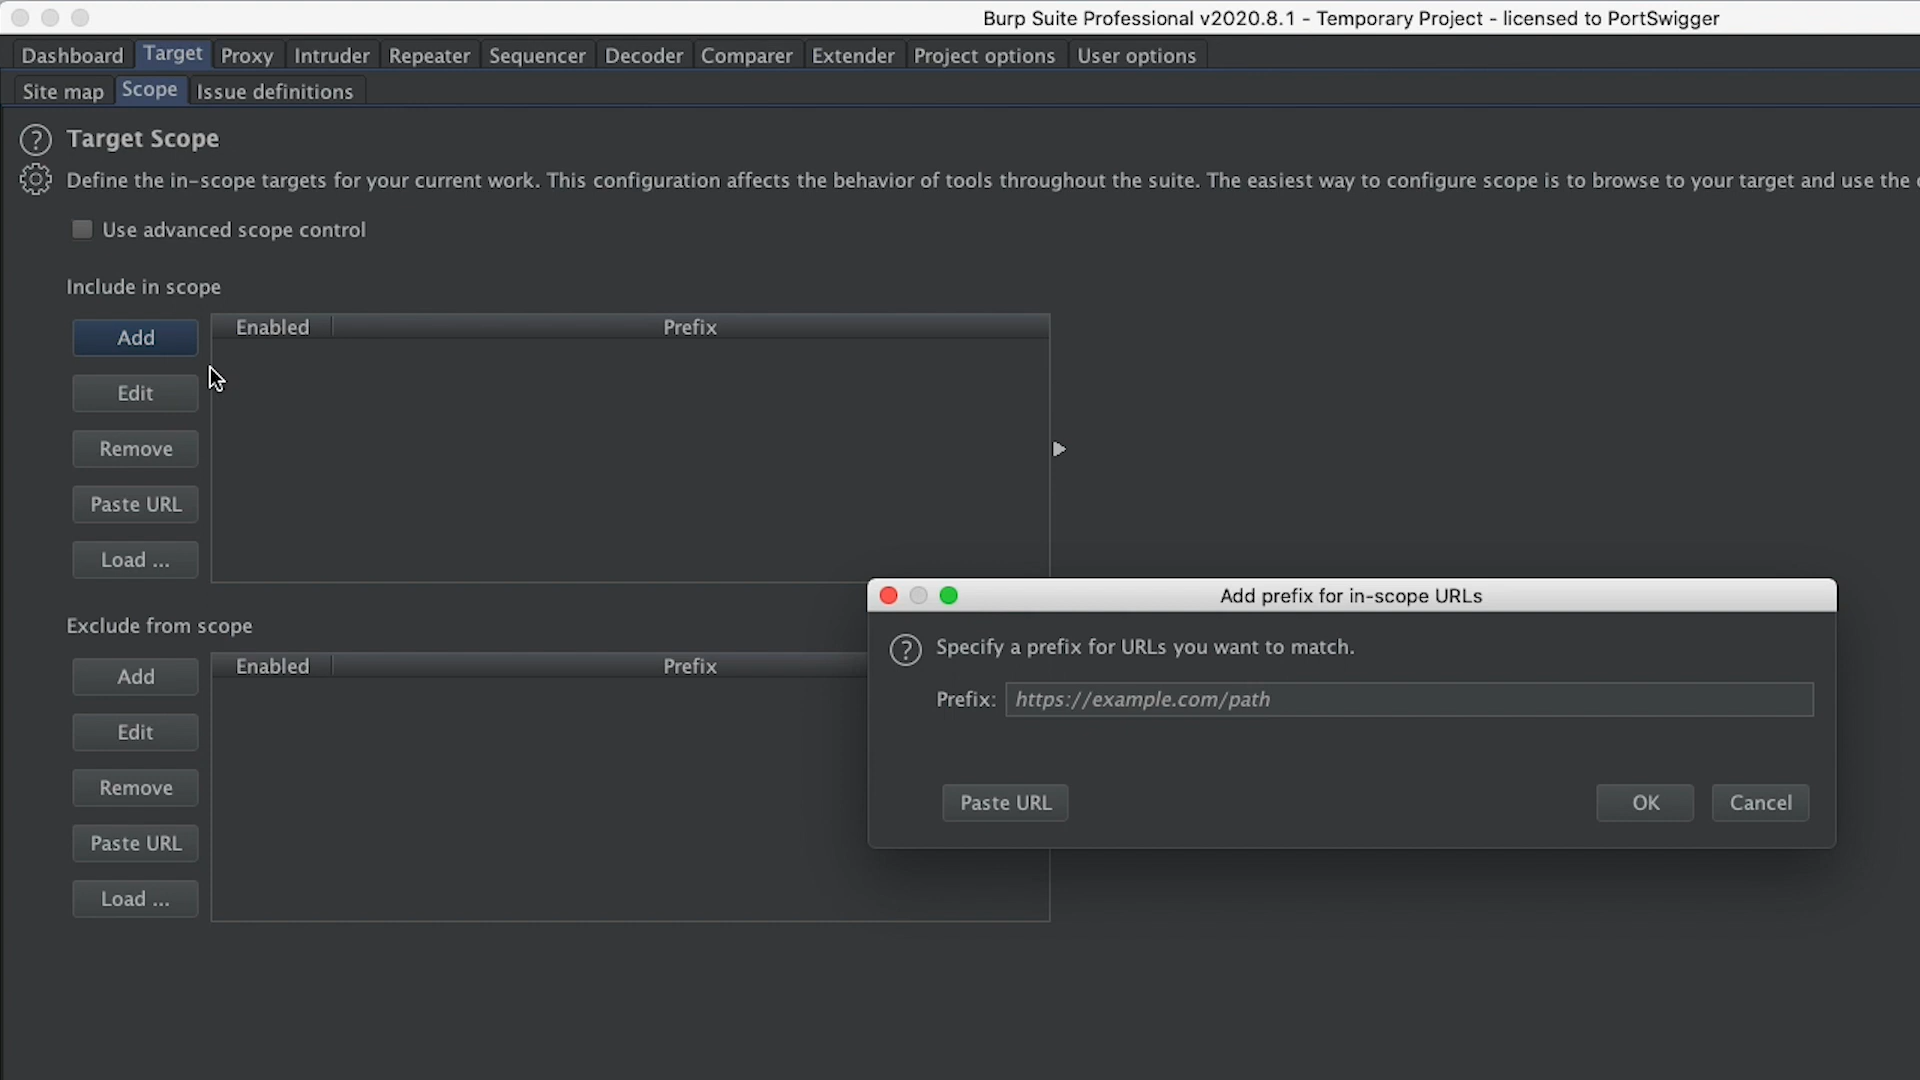 Burp Suite Professional v2020.8.1 - Temporary Project - licensed to PortSwigger
Dashboard Target Proxy Intruder Repeater Sequencer Decoder Comparer Extender Project options User options
Site map Scope Issue definitions
? Target Scope
Define the in-scope targets for your current work. This configuration affects the behavior of tools throughout the suite. The easiest way to configure scope is to browse to your target and use the
Use advanced scope control
Include in scope
Add Enabled Prefix
Edit
Remove
Paste URL
Load ...
Exclude from scope
Add Enabled Prefix
Edit
Remove
Paste URL
Load ...
Add prefix for in-scope URLs
? Specify a prefix for URLs you want to match.
Prefix: https://example.com/path
Paste URL OK Cancel